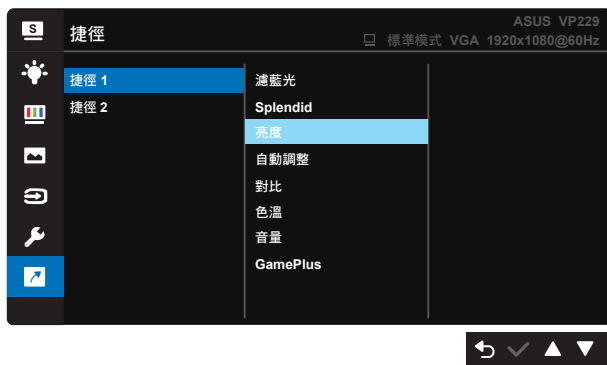 S
捷徑
ASUS VP229
標準模式 VGA 1920x1080@60Hz
捷徑 1
捷徑 2
濾藍光
Splendid
亮度
自動調整
對比
色溫
音量
GamePlus